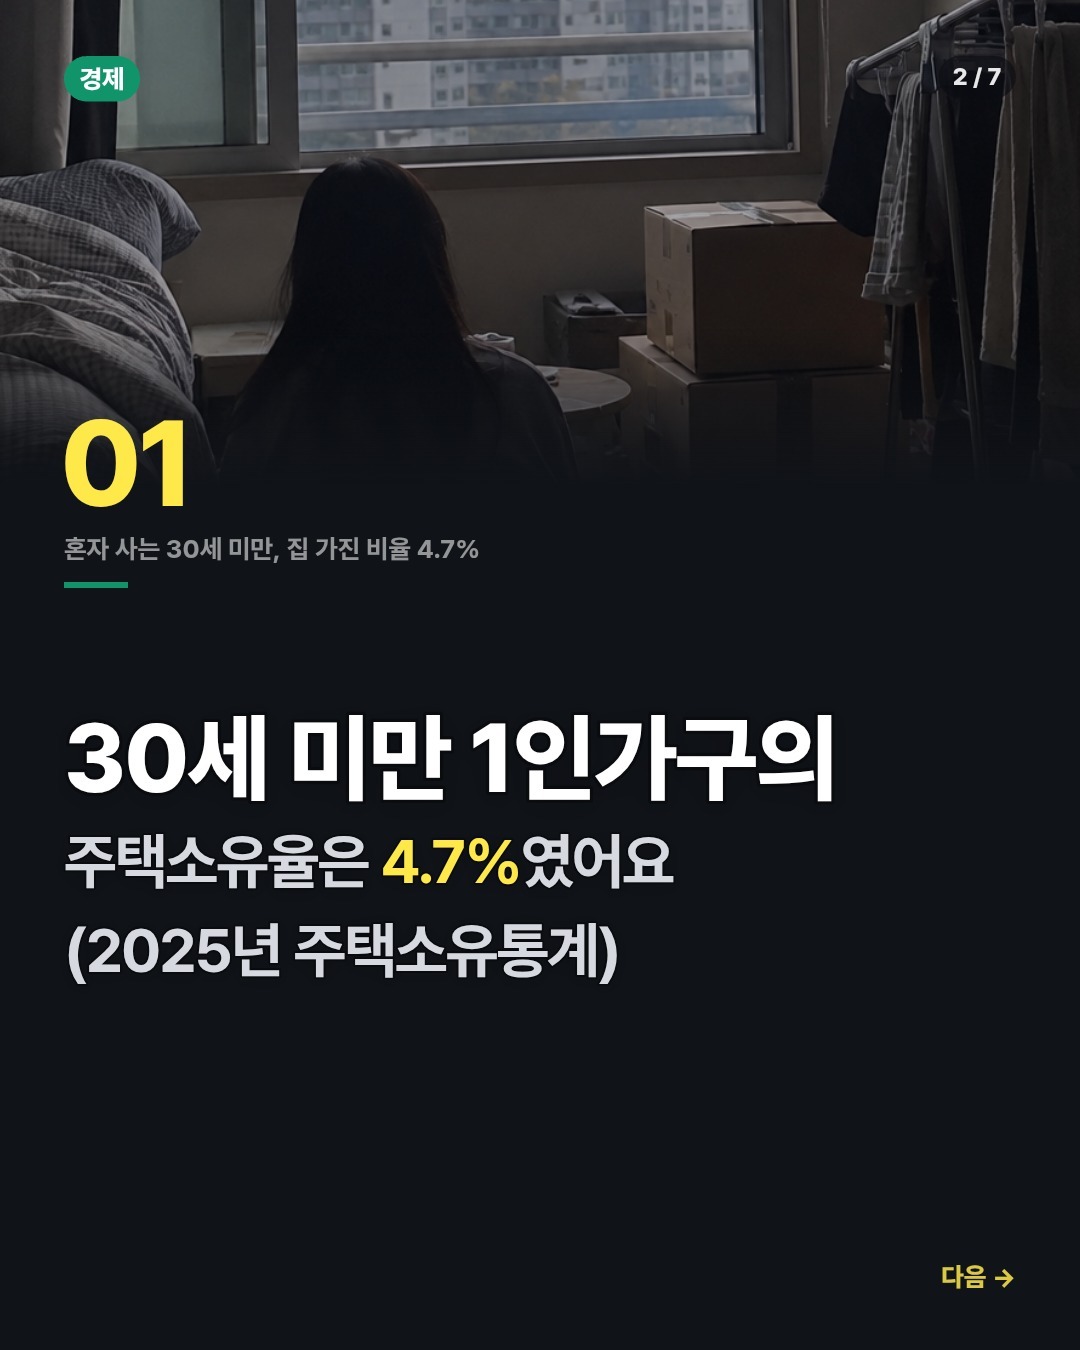 경제
2 / 7
01
혼자 사는 30세 미만, 집 가진 비율 4.7%
30세 미만 1인가구의
주택소유율은 4.7%였어요
(2025년 주택소유통계)
다음 →